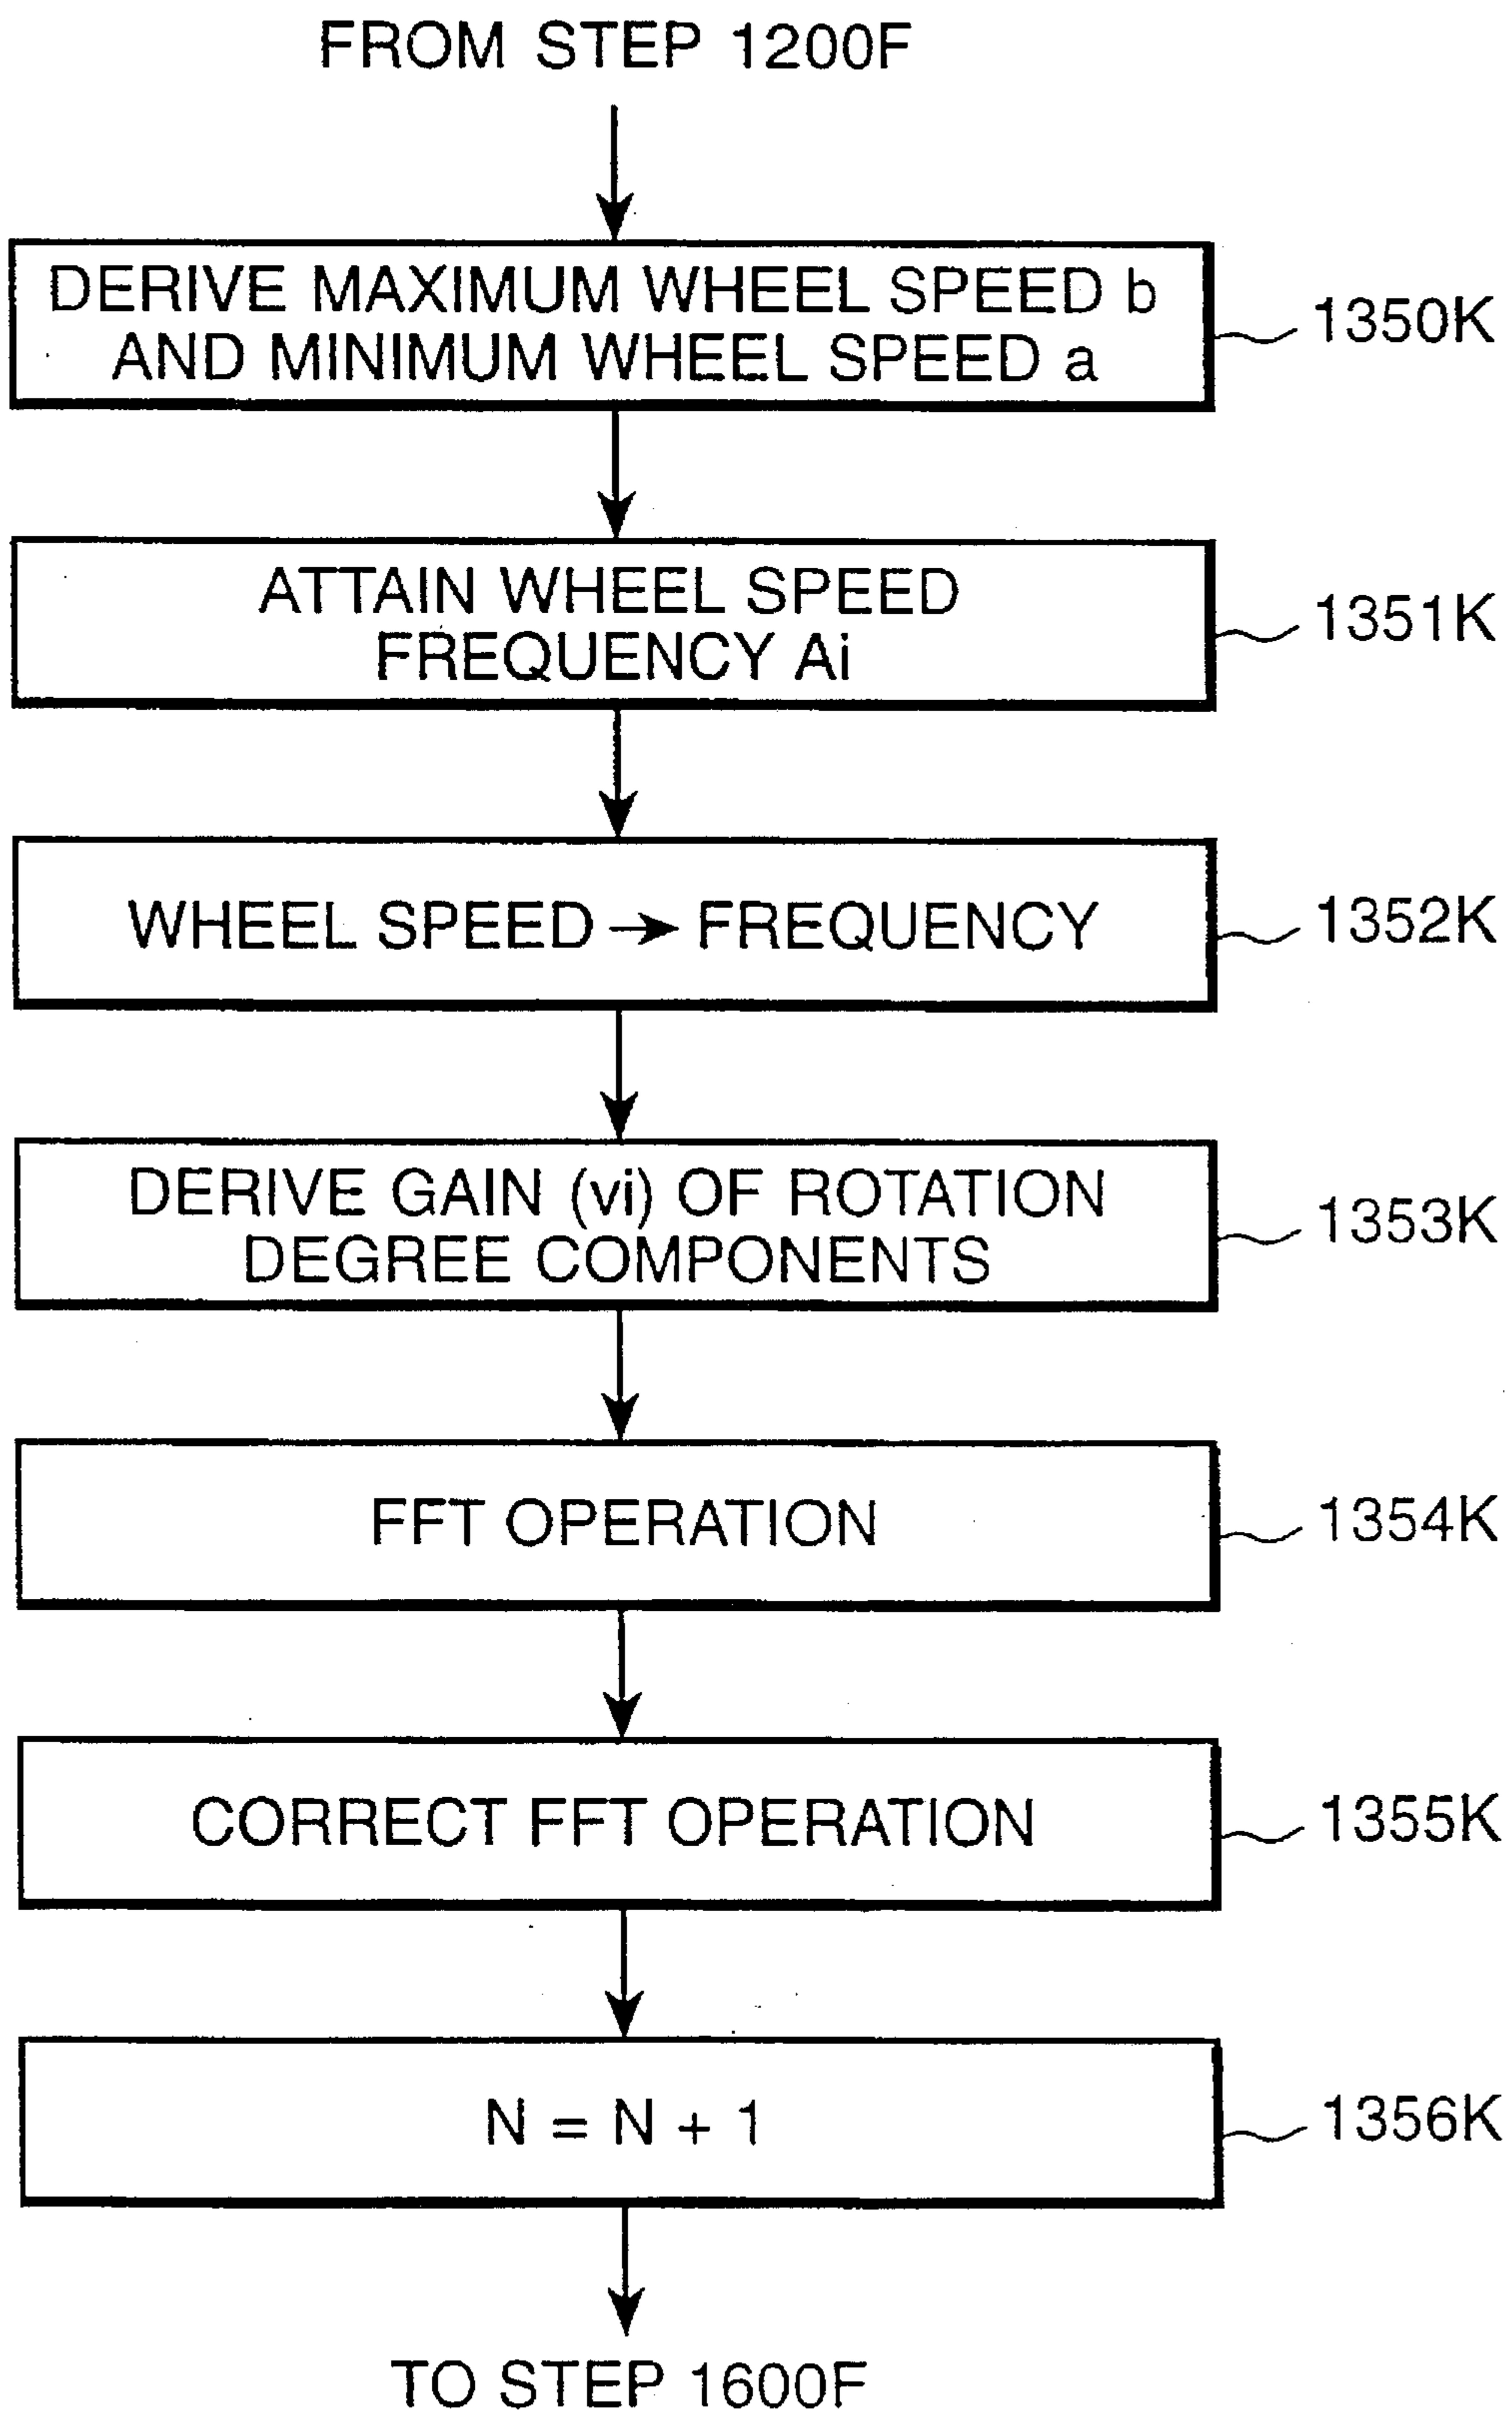 FROM STEP 1200F
DERIVE MAXIMUM WHEEL SPEED b
AND MINIMUM WHEEL SPEED a
1350K
ATTAIN WHEEL SPEED
FREQUENCY Ai
1351K
WHEEL SPEED → FREQUENCY
1352K
DERIVE GAIN (vi) OF ROTATION
DEGREE COMPONENTS
1353K
FFT OPERATION
1354K
CORRECT FFT OPERATION
1355K
N = N + 1
1356K
TO STEP 1600F